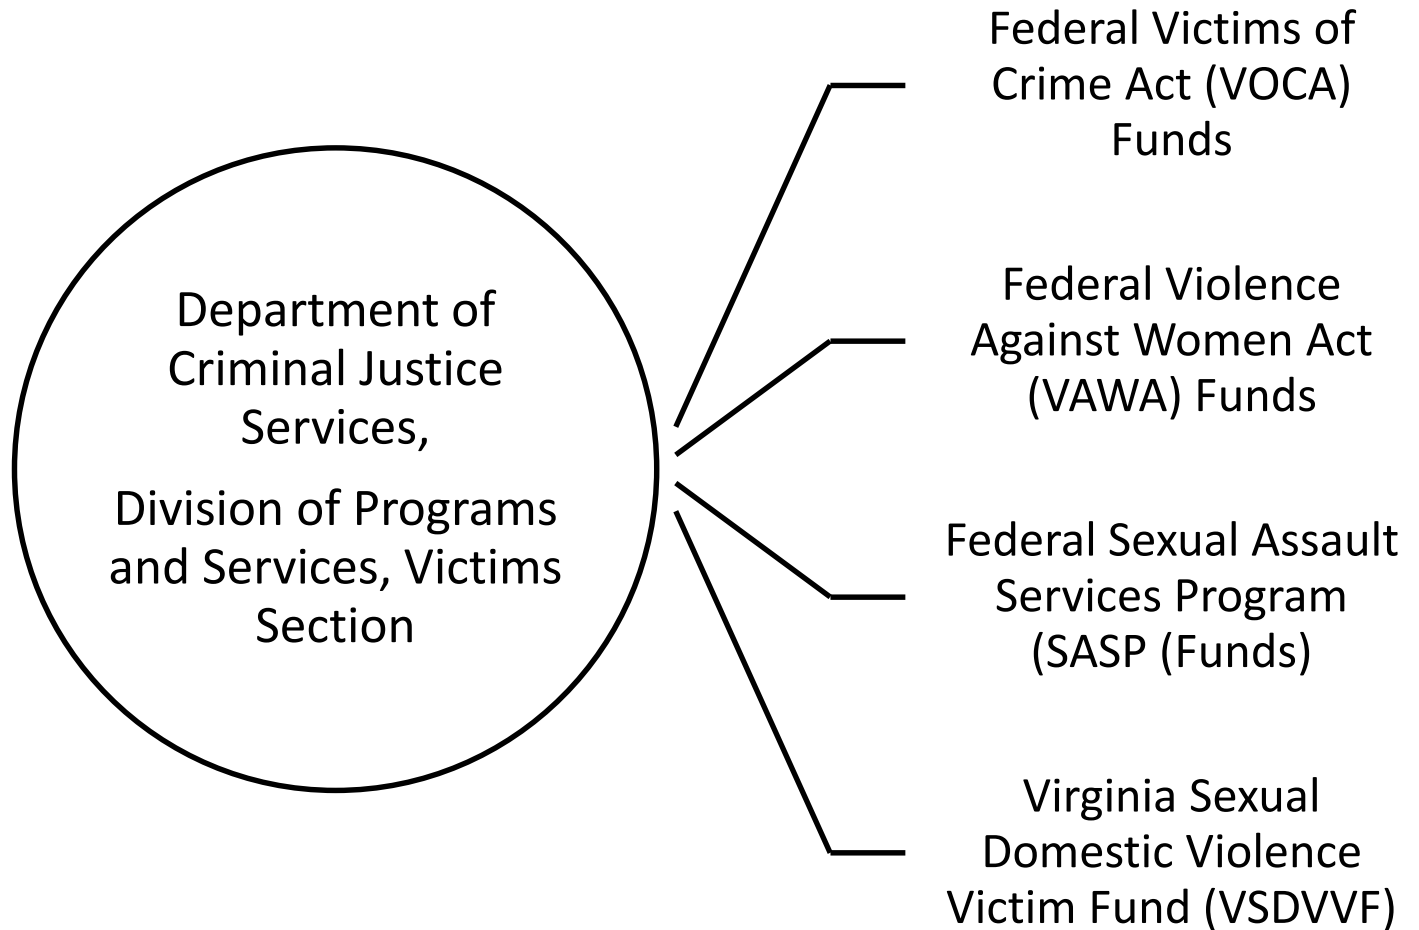 Department of
Criminal Justice
Services,
Division of Programs
and Services, Victims
Section
Federal Victims of
Crime Act (VOCA)
Funds
Federal Violence
Against Women Act
(VAWA) Funds
Federal Sexual Assault
Services Program
(SASP (Funds)
Virginia Sexual
Domestic Violence
Victim Fund (VSDVVF)